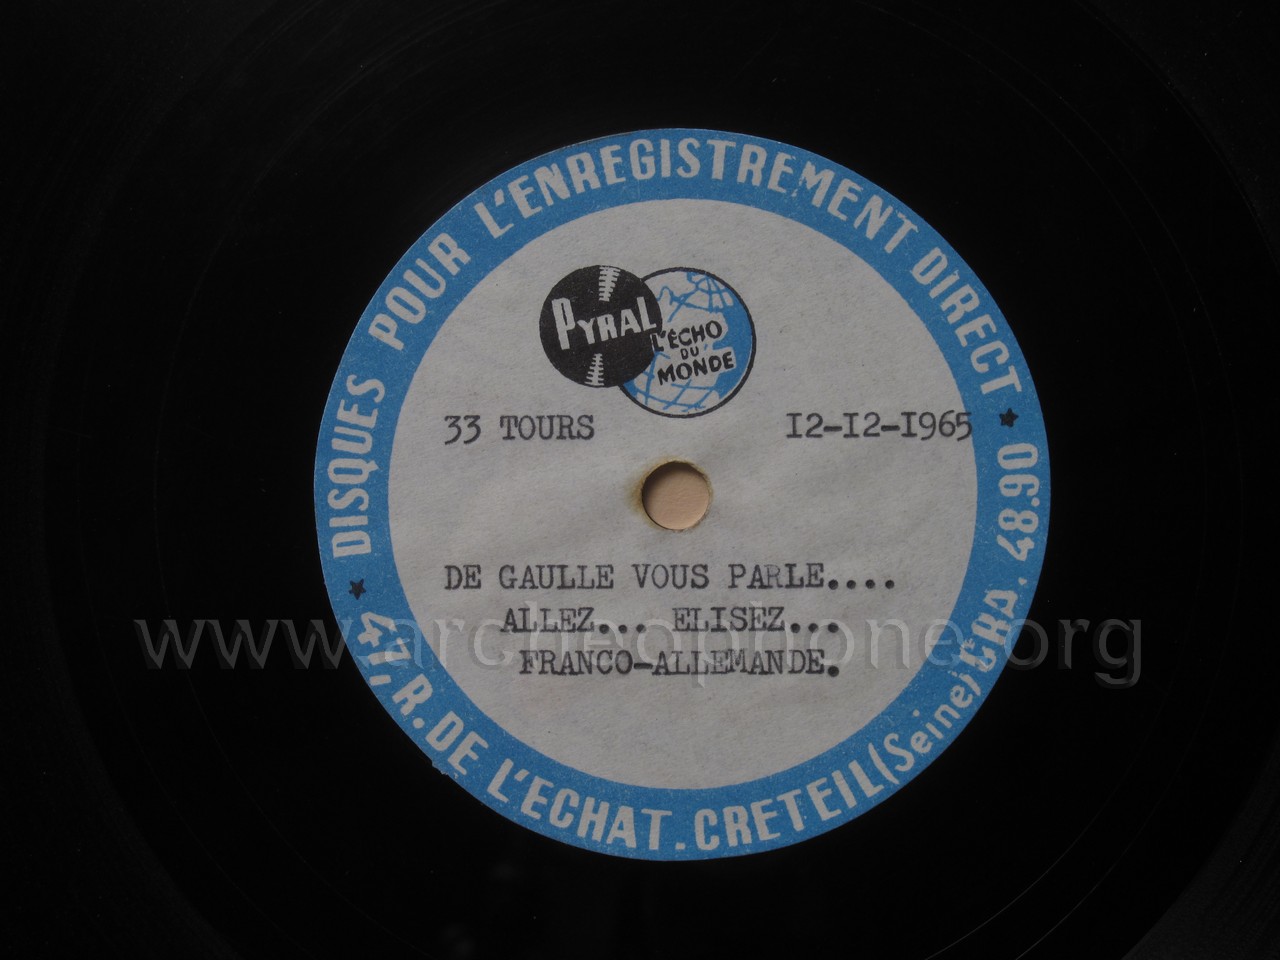 DISQUES POUR L'ENREGISTREMENT DIRECT ★
PYRAL
L'ÉCHO
DU
MONDE
33 TOURS
I2-I2-I965
DE GAULLE VOUS PARLE....
ALLEZ... ELISEZ...
FRANCO-ALLEMANDE.
★ 47, R. DE L'ECHAT. CRETEIL (Seine) GRA. 48.90
www.archeophone.org